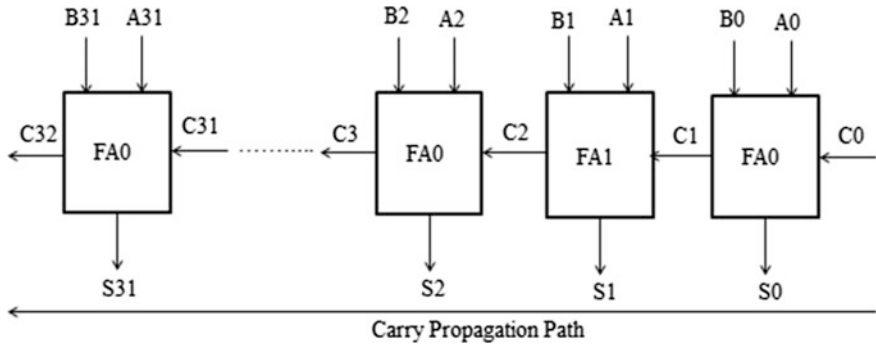 B31 A31 B2 A2 B1 A1 B0 A0
C32 FA0 C31 C3 FA0 C2 FA1 C1 FA0 C0
S31 S2 S1 S0
Carry Propagation Path